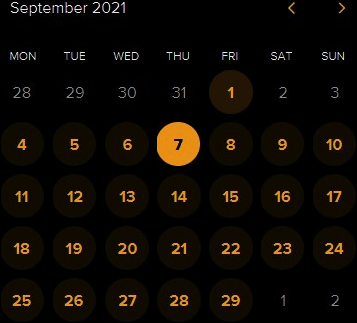 September 2021
MON TUE WED THU FRI SAT SUN
28 29 30 31 1 2 3
4 5 6 7 8 9 10
11 12 13 14 15 16 17
18 19 20 21 22 23 24
25 26 27 28 29 1 2